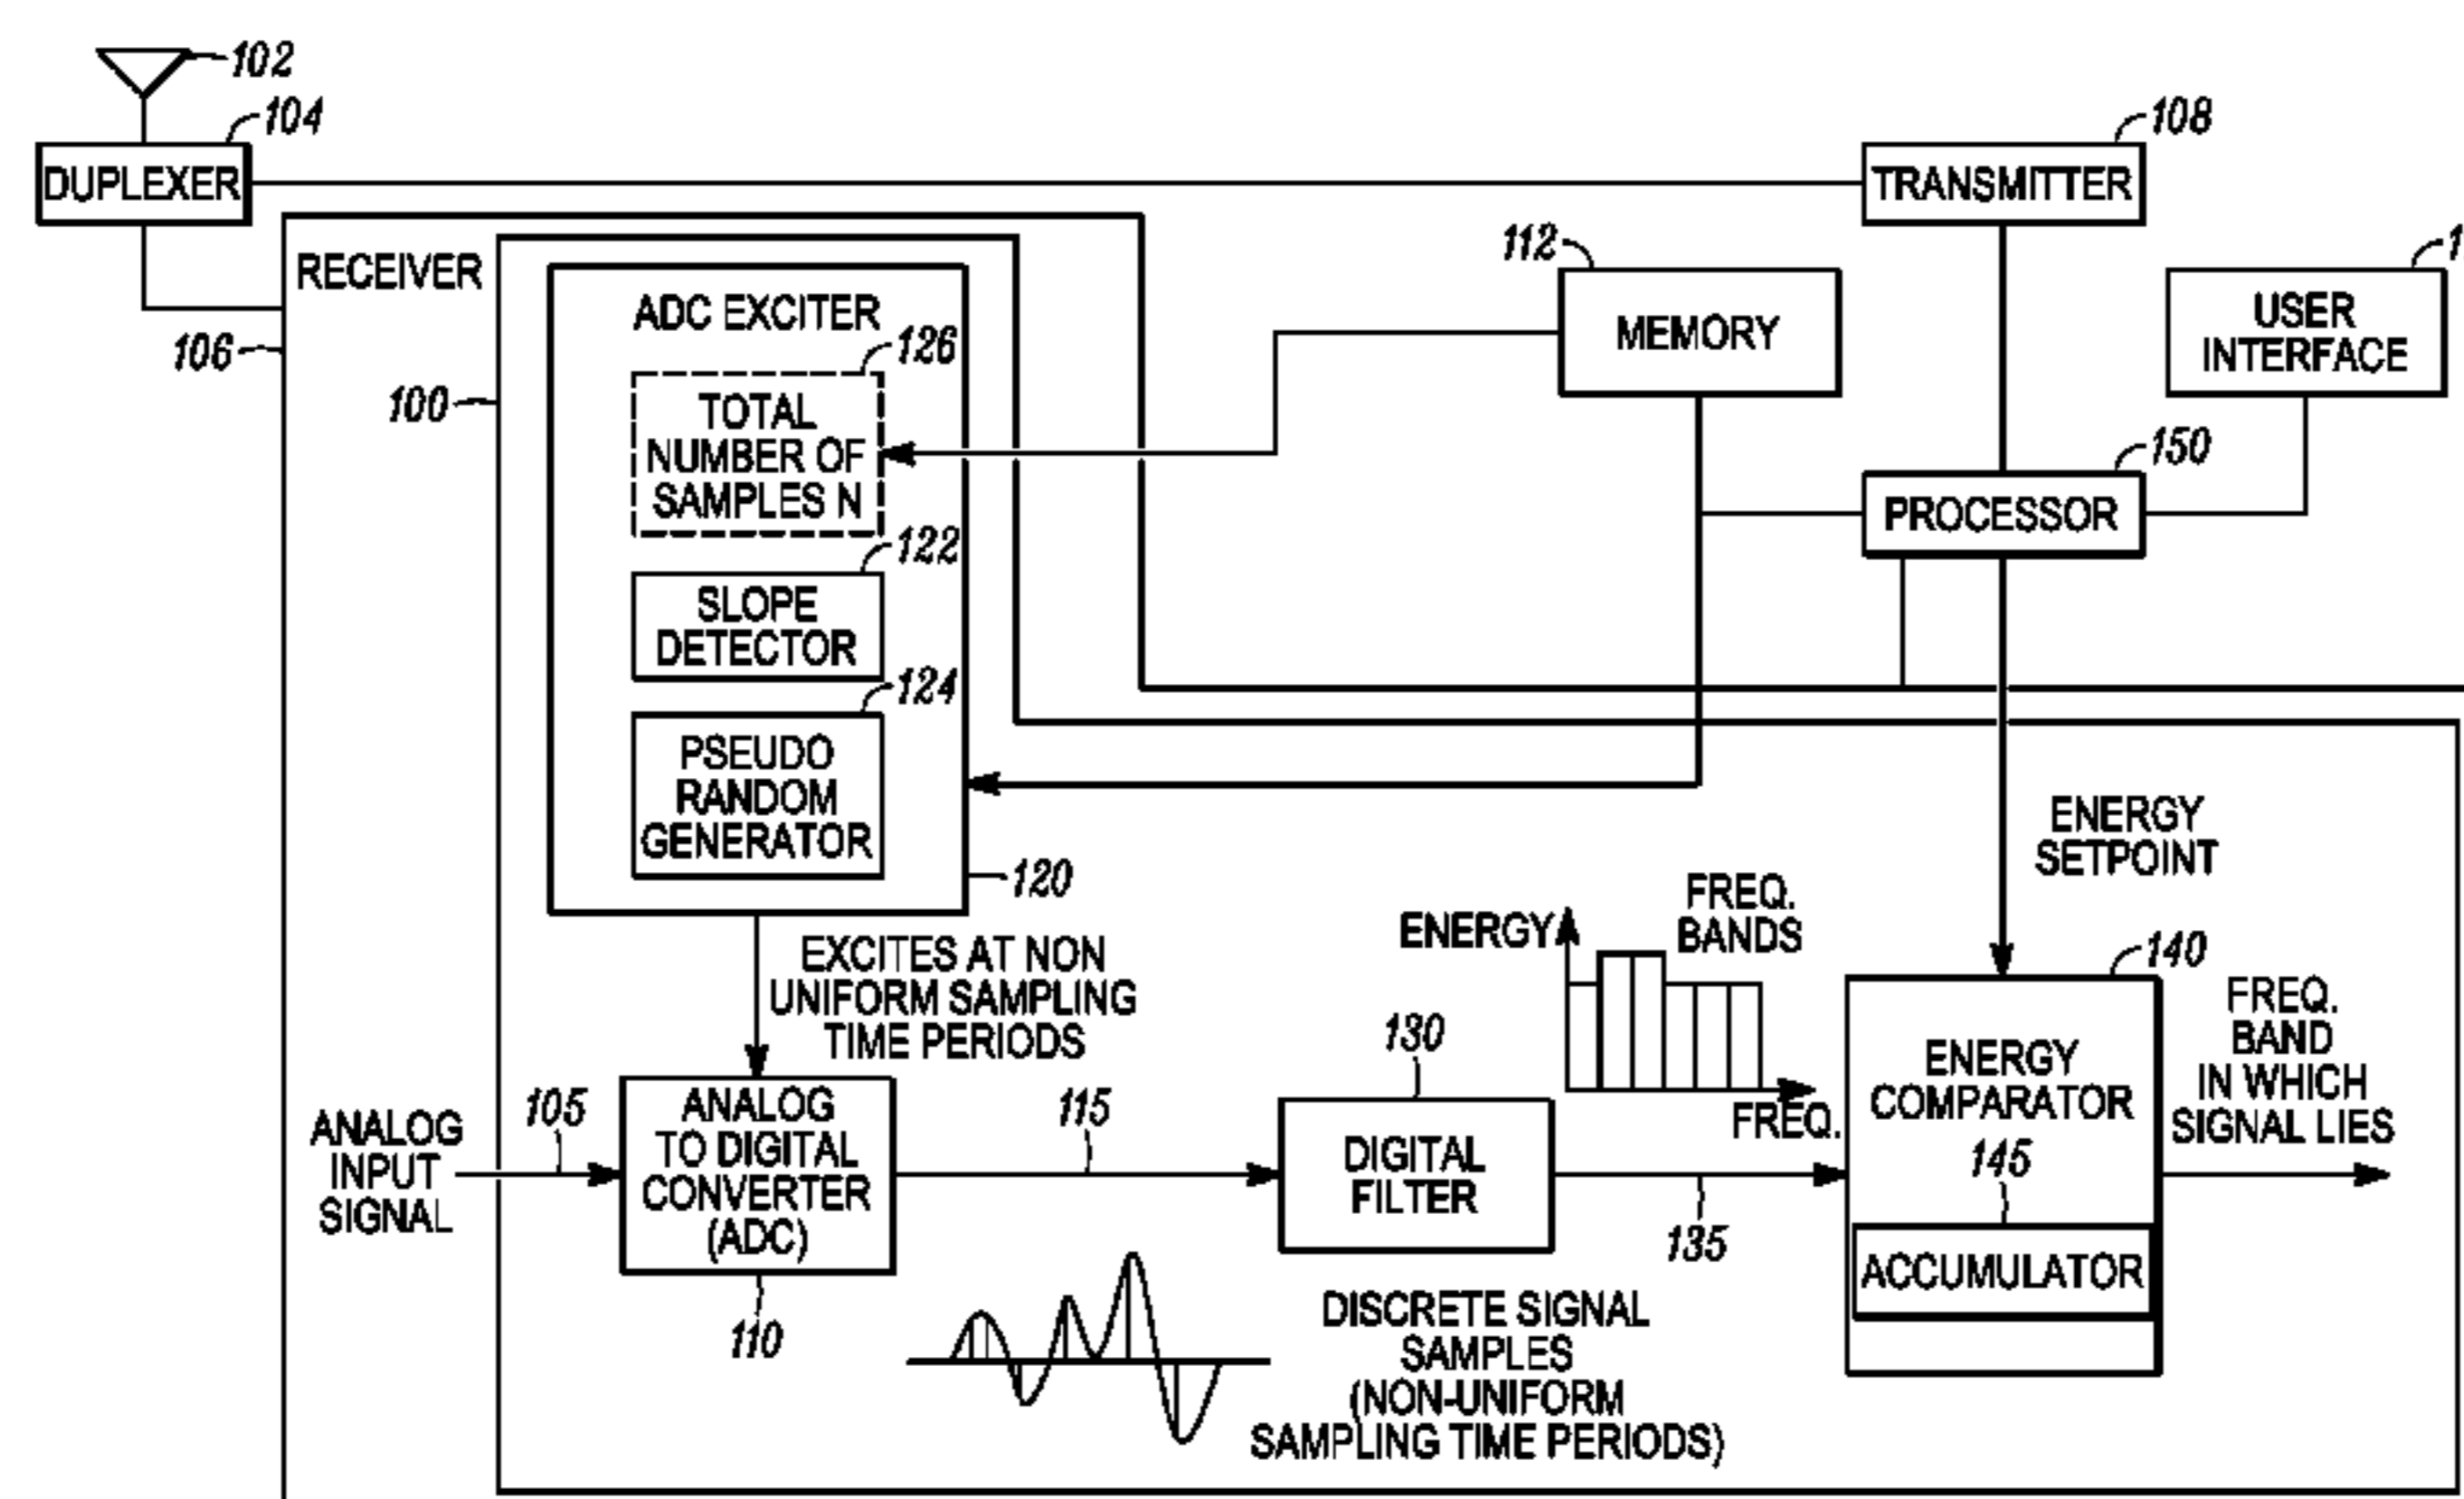 102
104
DUPLEXER
108
TRANSMITTER
RECEIVER
106
100
ADC EXCITER
126
TOTAL
NUMBER OF
SAMPLES N
122
SLOPE
DETECTOR
124
PSEUDO
RANDOM
GENERATOR
120
112
MEMORY
USER
INTERFACE
150
PROCESSOR
ENERGY
SETPOINT
EXCITES AT NON
UNIFORM SAMPLING
TIME PERIODS
ANALOG
INPUT
SIGNAL
105
ANALOG
TO DIGITAL
CONVERTER
(ADC)
110
115
130
DIGITAL
FILTER
ENERGY
FREQ.
BANDS
FREQ.
135
140
ENERGY
COMPARATOR
145
ACCUMULATOR
FREQ.
BAND
IN WHICH
SIGNAL LIES
DISCRETE SIGNAL
SAMPLES
(NON-UNIFORM
SAMPLING TIME PERIODS)